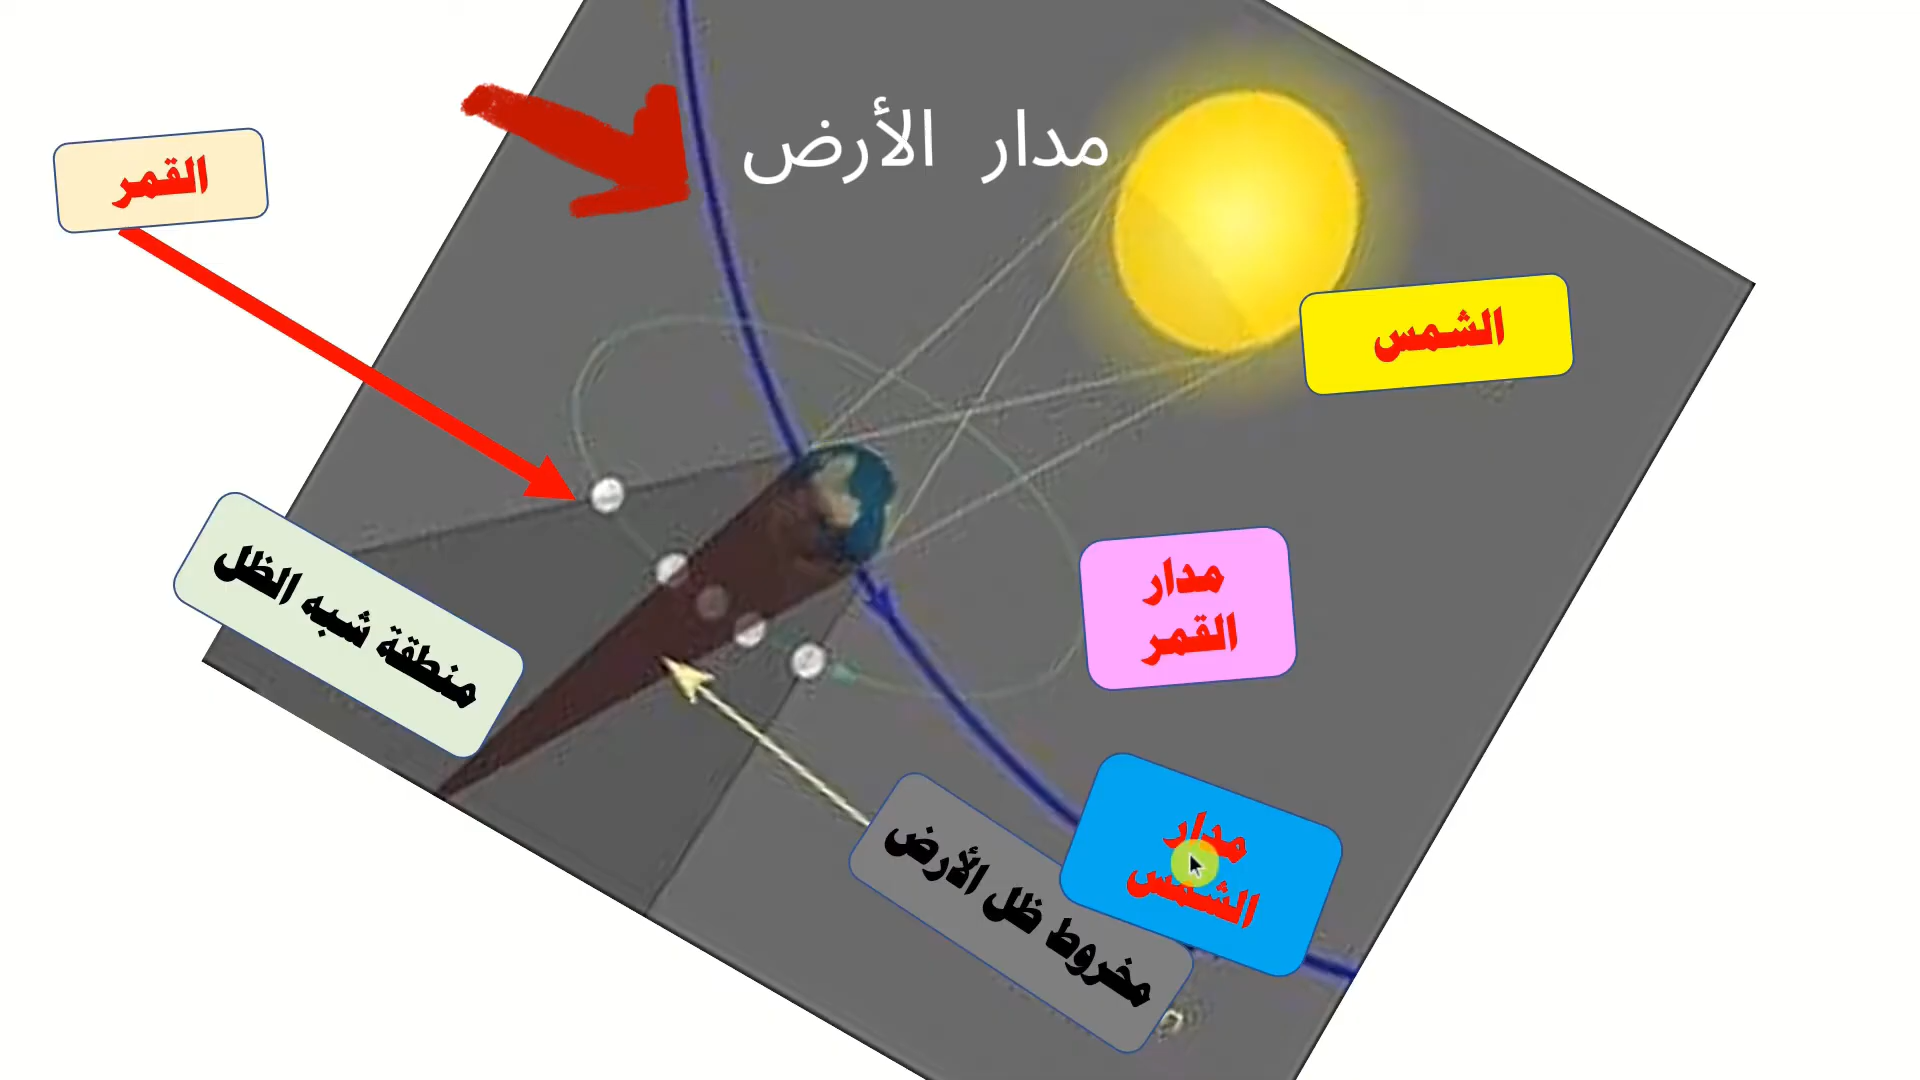 مدار الأرض
القمر
الشمس
منطقة شبه الظل
مدار
القمر
مدار
الشمس
مخروط ظل الأرض